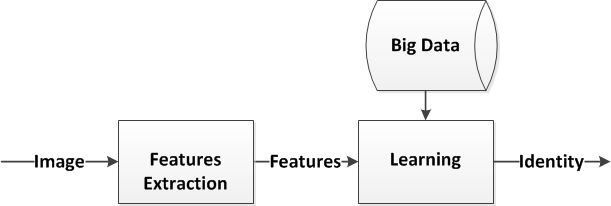 Big Data
Image
Features
Extraction
Features
Learning
Identity